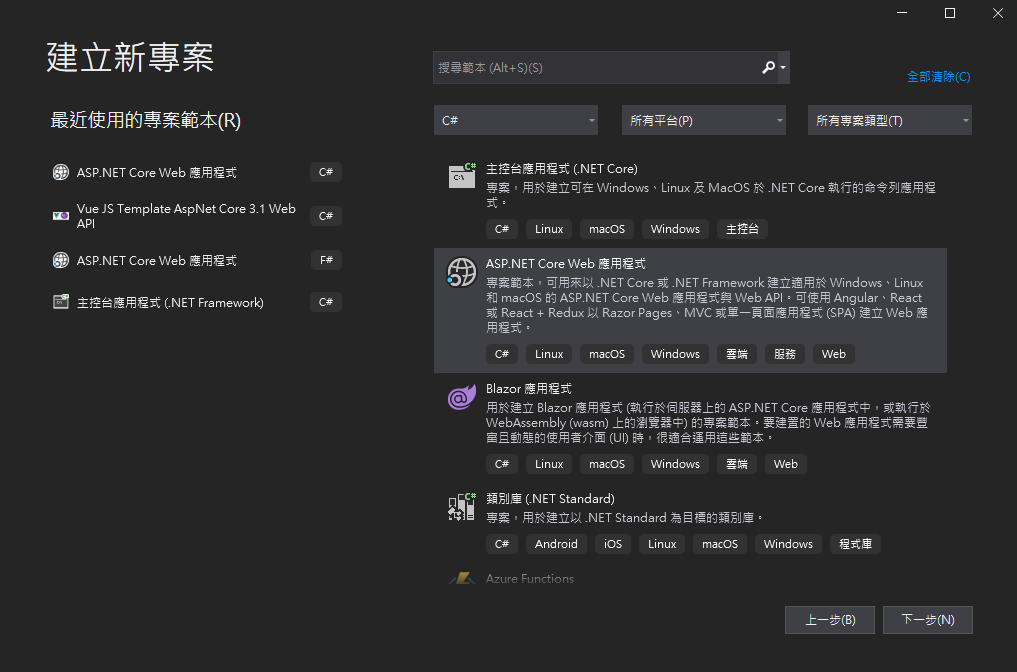 建立新專案
搜尋範本 (Alt+S)(S)
全部清除(C)
最近使用的專案範本(R)
C#
所有平台(P)
所有專案類型(T)
ASP.NET Core Web 應用程式
C#
Vue JS Template AspNet Core 3.1 Web
API
C#
ASP.NET Core Web 應用程式
F#
主控台應用程式 (.NET Framework)
C#
主控台應用程式 (.NET Core)
專案，用於建立可在 Windows、Linux 及 MacOS 於 .NET Core 執行的命令列應用程
式。
C# Linux macOS Windows 主控台
ASP.NET Core Web 應用程式
專案範本，可用來以 .NET Core 或 .NET Framework 建立適用於 Windows、Linux
和 macOS 的 ASP.NET Core Web 應用程式與 Web API。可使用 Angular、React
或 React + Redux 以 Razor Pages、MVC 或單一頁面應用程式 (SPA) 建立 Web 應
用程式。
C# Linux macOS Windows 雲端 服務 Web
Blazor 應用程式
用於建立 Blazor 應用程式 (執行於伺服器上的 ASP.NET Core 應用程式中，或執行於
WebAssembly (wasm) 上的瀏覽器中) 的專案範本。要建置的 Web 應用程式需要豐
富且動態的使用者介面 (UI) 時，很適合運用這些範本。
C# Linux macOS Windows 雲端 Web
類別庫 (.NET Standard)
專案，用於建立以 .NET Standard 為目標的類別庫。
C# Android iOS Linux macOS Windows 程式庫
Azure Functions
上一步(B)
下一步(N)